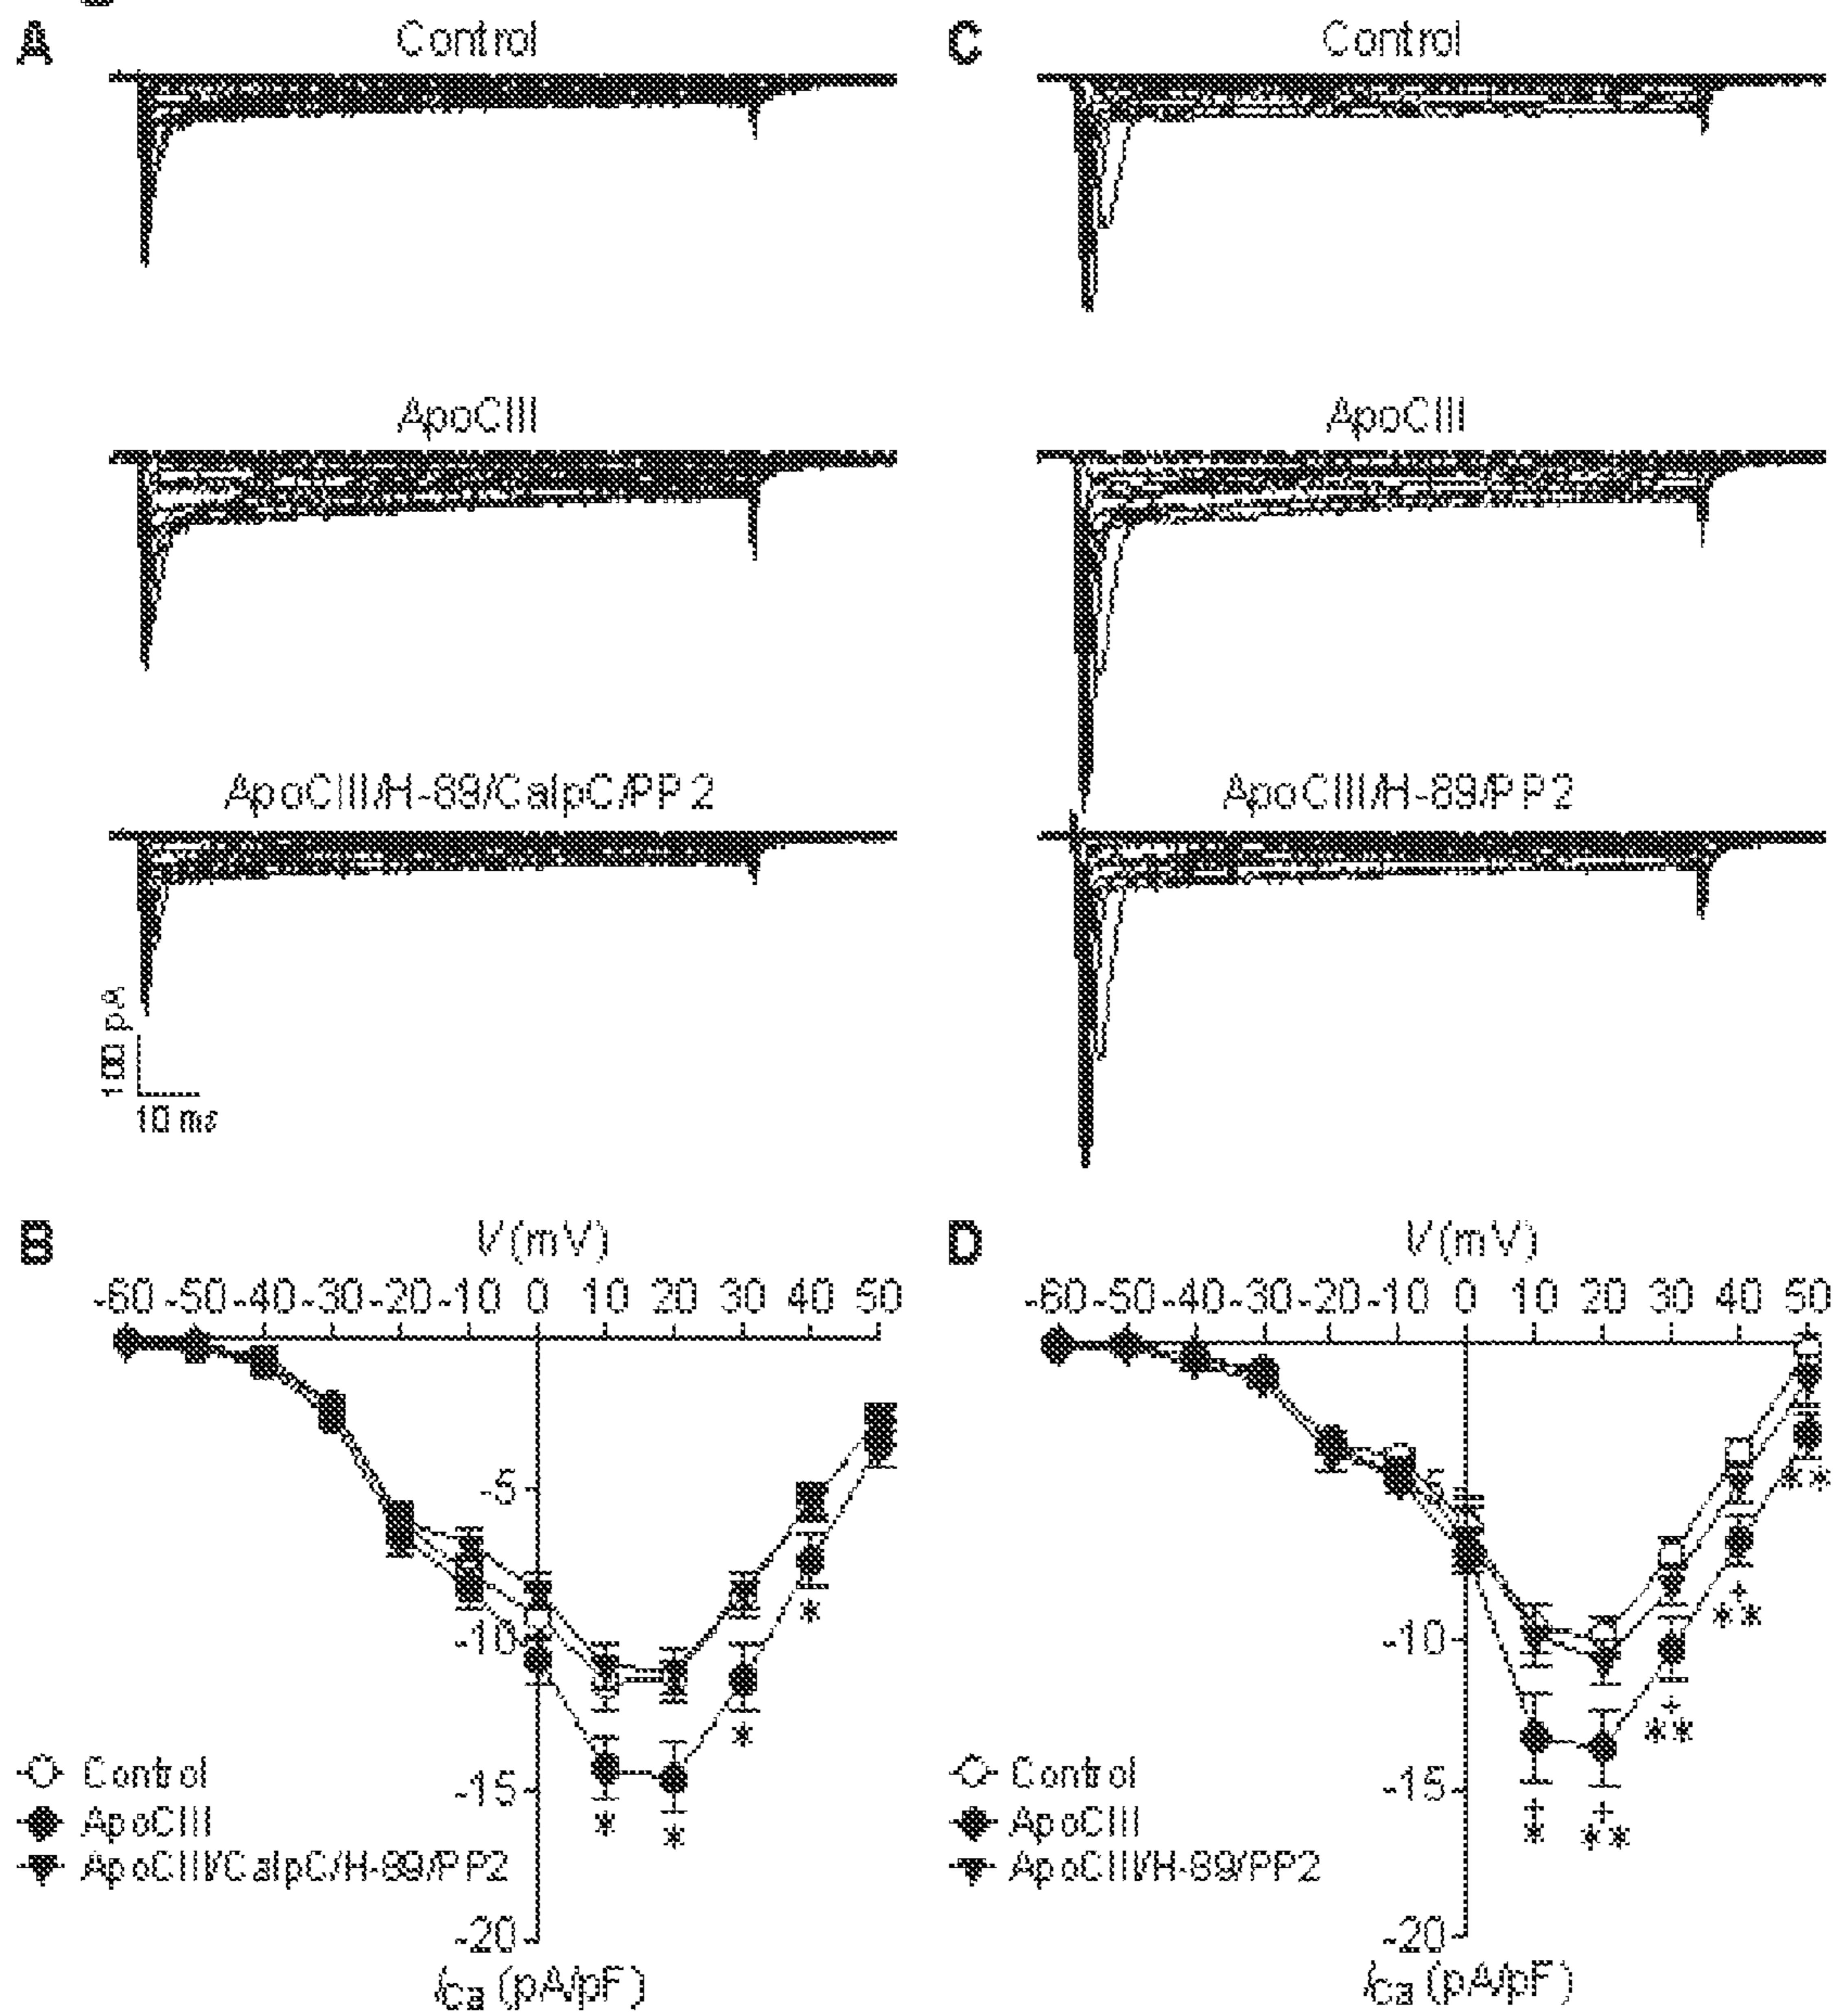 A
Control
ApoCIII
ApoCIII/H-89/CalpC/PP2
100 pA
10 ms
C
Control
ApoCIII
ApoCIII/H-89/PP2
B
V (mV)
-60 -50 -40 -30 -20 -10 0 10 20 30 40 50
-5
-10
-15
-20
* * * *
Control
ApoCIII
ApoCIII/CalpC/H-89/PP2
ICa (pA/pF)
D
V (mV)
-60 -50 -40 -30 -20 -10 0 10 20 30 40 50
-5
-10
-15
-20
Control
ApoCIII
ApoCIII/H-89/PP2
ICa (pA/pF)